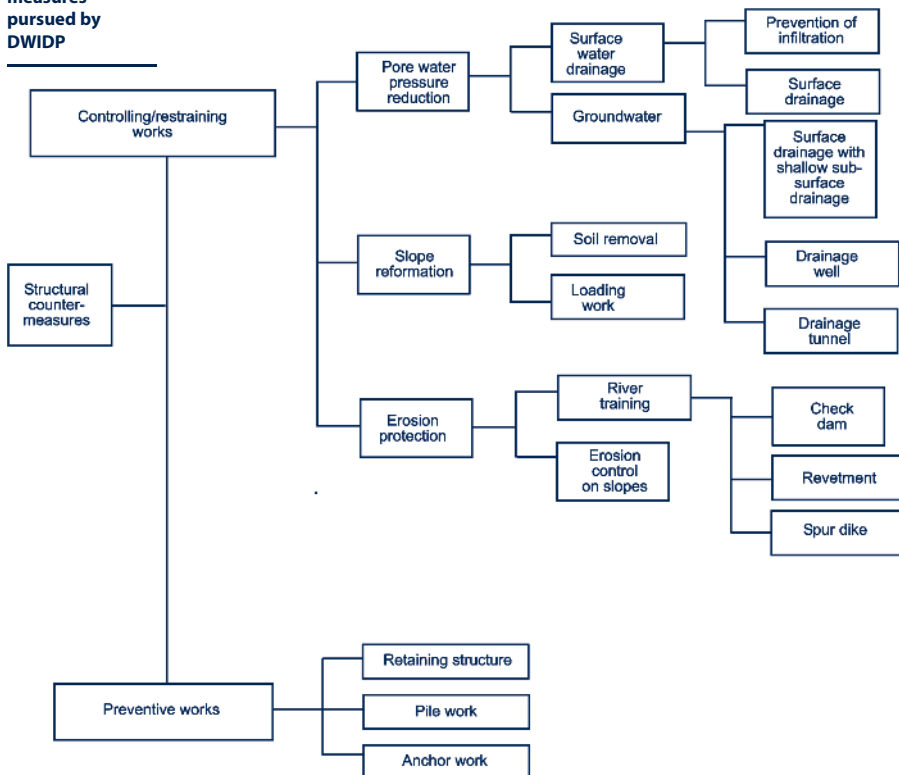 measures
pursued by
DWIDP
Prevention of
infiltration
Surface
water
drainage
Pore water
pressure
reduction
Surface
drainage
Controlling/restraining
works
Groundwater
Surface
drainage with
shallow sub-
surface
drainage
Soil removal
Slope
reformation
Drainage
well
Structural
counter-
measures
Loading
work
Drainage
tunnel
River
training
Check
dam
Erosion
protection
Erosion
control
on slopes
Revetment
Spur dike
Retaining structure
Preventive works
Pile work
Anchor work